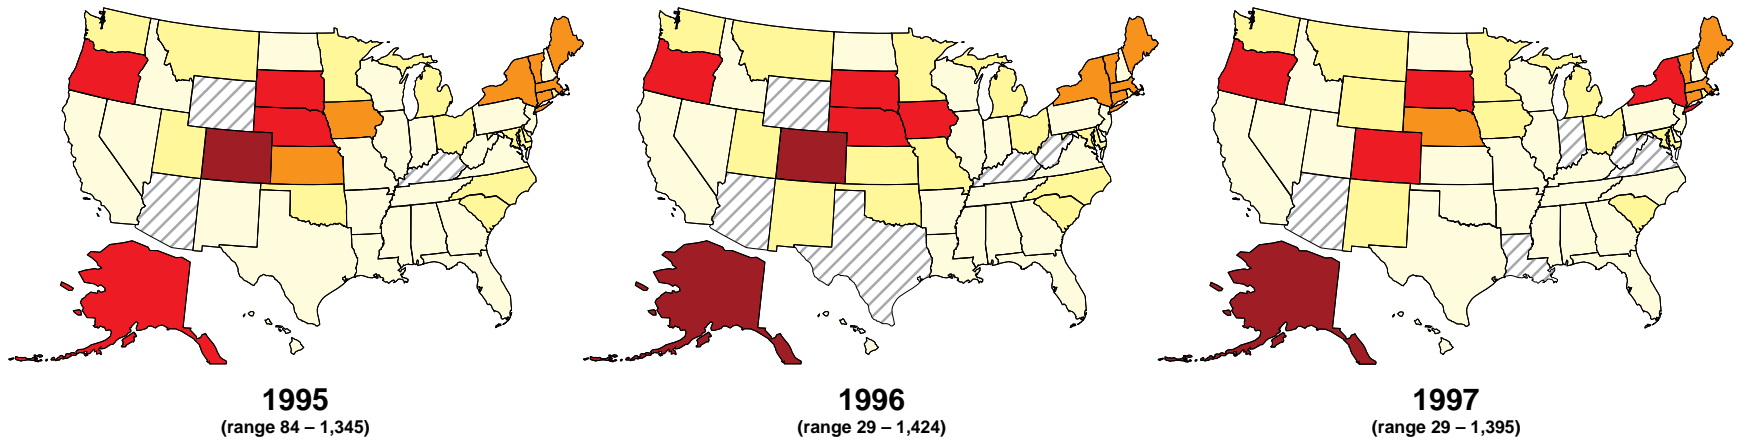 1995
(range 84 – 1,345)
1996
(range 29 – 1,424)
1997
(range 29 – 1,395)